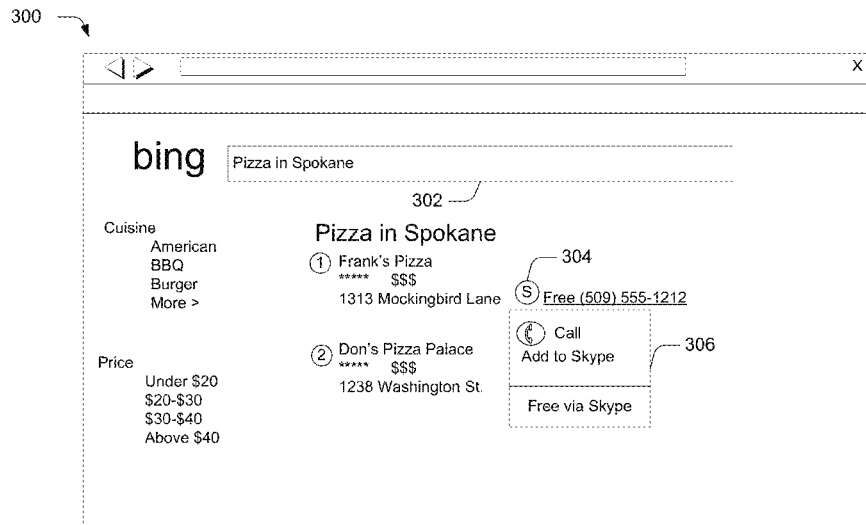 300
X
bing
Pizza in Spokane
302
Cuisine
American
BBQ
Burger
More >
Price
Under $20
$20-$30
$30-$40
Above $40
Pizza in Spokane
1 Frank's Pizza
***** $$$
1313 Mockingbird Lane
304
S Free (509) 555-1212
Call
Add to Skype
306
Free via Skype
2 Don's Pizza Palace
***** $$$
1238 Washington St.